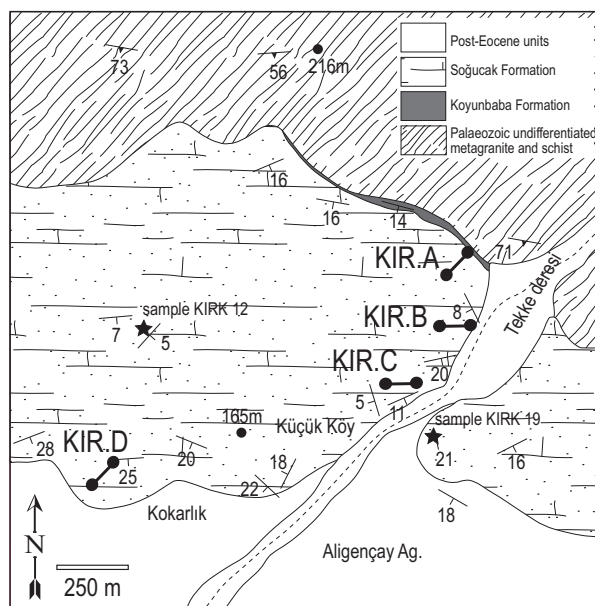 Post-Eocene units
Soğucak Formation
Koyunbaba Formation
Palaeozoic undifferentiated
metagranite and schist
73
56
216m
16
16
14
71
KIR.A
Tekke deresi
sample KIRK 12
7
5
KIR.B
8
KIR.C
20
5
11
165m
Küçük Köy
sample KIRK 19
21
16
18
28
KIR.D
25
20
18
22
Kokarlık
Aligençay Ag.
N
250 m